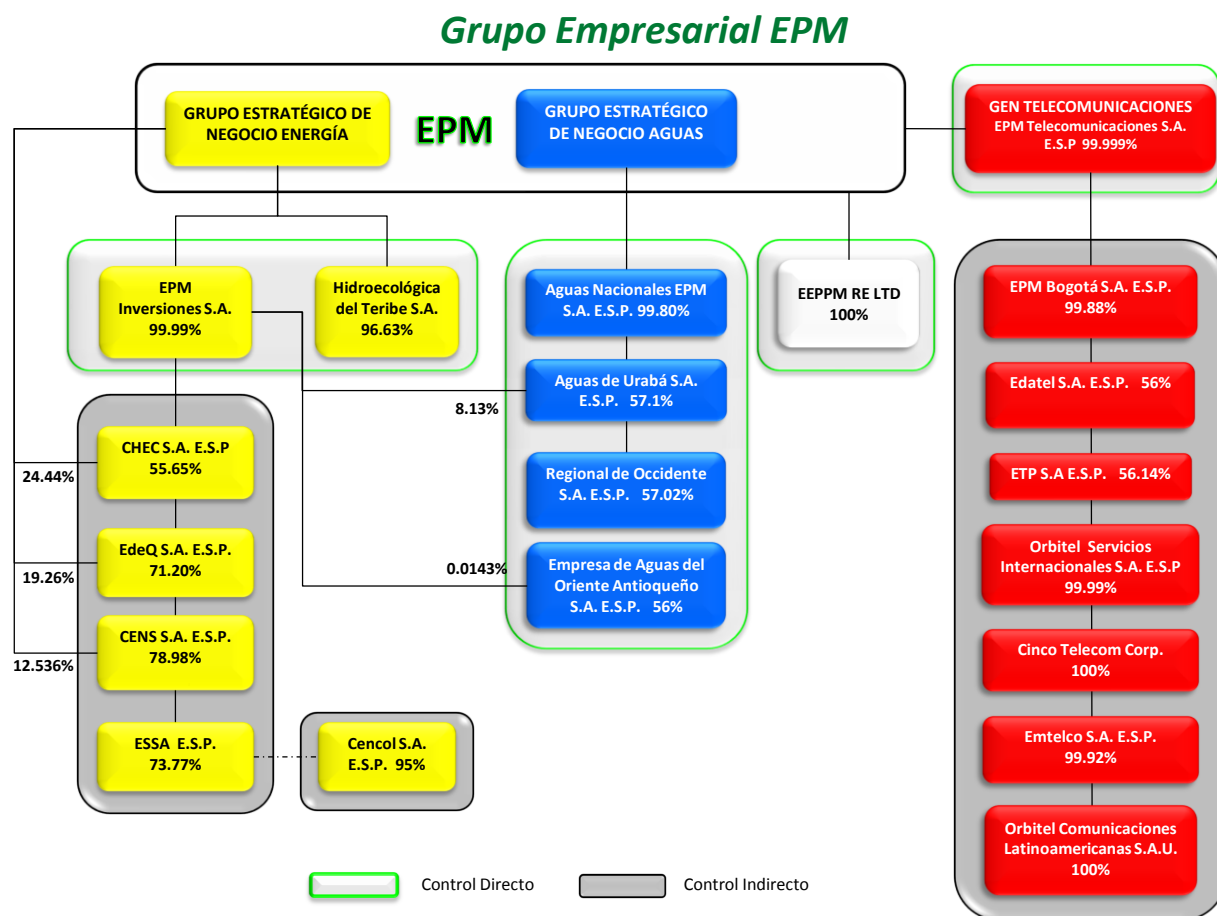 Grupo Empresarial EPM
GRUPO ESTRATÉGICO DE
NEGOCIO ENERGÍA
EPM
GRUPO ESTRATÉGICO
DE NEGOCIO AGUAS
GEN TELECOMUNICACIONES
EPM Telecomunicaciones S.A.
E.S.P 99.999%
EPM
Inversiones S.A.
99.99%
Hidroecológica
del Teribe S.A.
96.63%
Aguas Nacionales EPM
S.A. E.S.P. 99.80%
EEPPM RE LTD
100%
EPM Bogotá S.A. E.S.P.
99.88%
Aguas de Urabá S.A.
E.S.P. 57.1%
8.13%
Edatel S.A. E.S.P. 56%
CHEC S.A. E.S.P
55.65%
24.44%
Regional de Occidente
S.A. E.S.P. 57.02%
ETP S.A E.S.P. 56.14%
EdeQ S.A. E.S.P.
71.20%
19.26%
0.0143%
Empresa de Aguas del
Oriente Antioqueño
S.A. E.S.P. 56%
Orbitel Servicios
Internacionales S.A. E.S.P
99.99%
CENS S.A. E.S.P.
78.98%
12.536%
Cinco Telecom Corp.
100%
ESSA E.S.P.
73.77%
Cencol S.A.
E.S.P. 95%
Emtelco S.A. E.S.P.
99.92%
Orbitel Comunicaciones
Latinoamericanas S.A.U.
100%
Control Directo
Control Indirecto